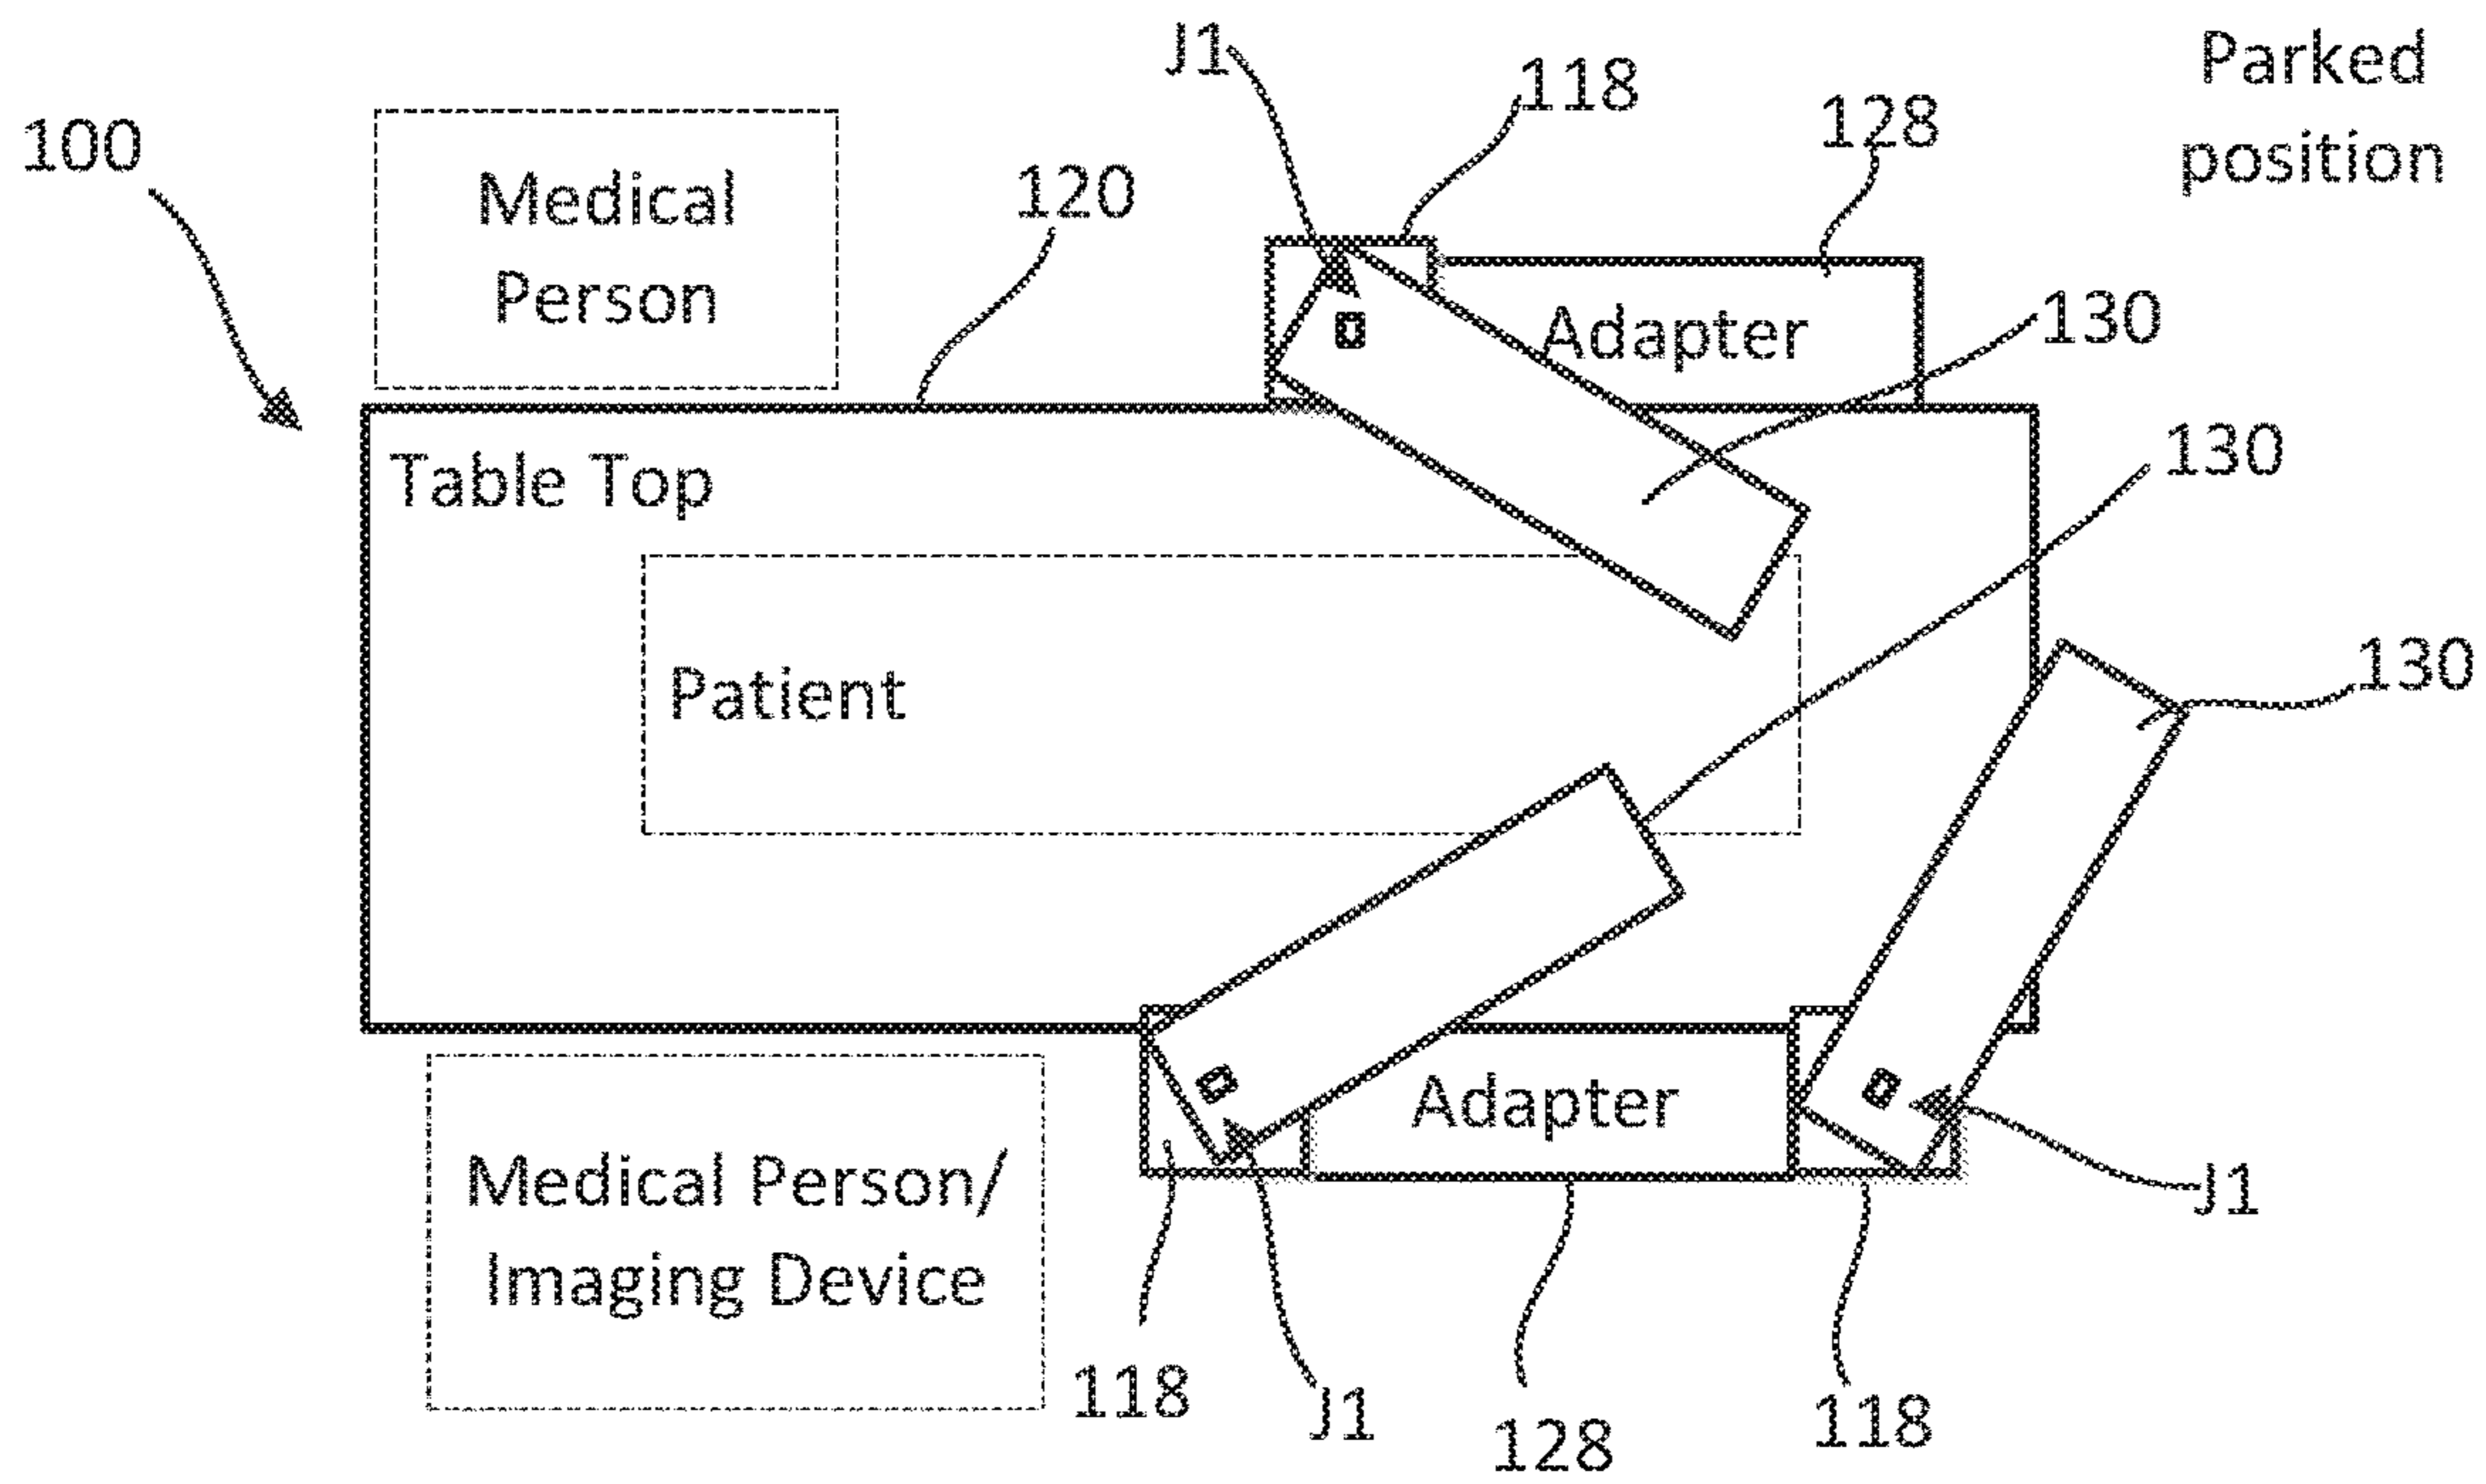 J1
118
Parked
128
position
100
Medical
Person
120
130
Adapter
130
Table Top
130
Patient
Adapter
Medical Person/
Imaging Device
J1
118
J1
128
118